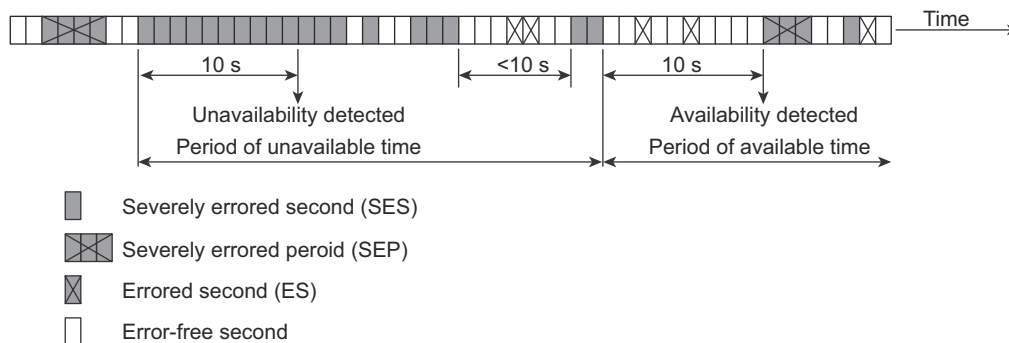 Time
10 s
<10 s
10 s
Unavailability detected
Availability detected
Period of unavailable time
Period of available time
Severely errored second (SES)
Severely errored peroid (SEP)
Errored second (ES)
Error-free second